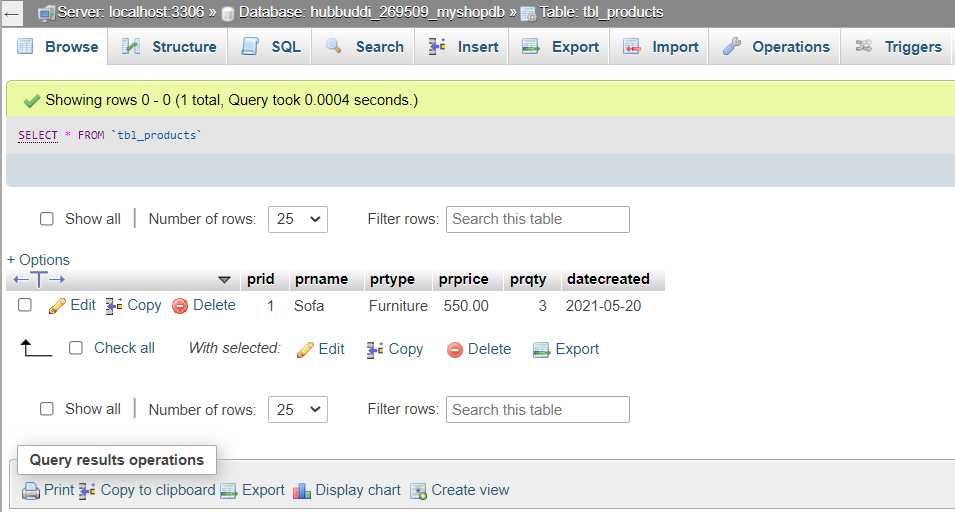 Server: localhost:3306 » Database: hubbuddi_269509_myshopdb » Table: tbl_products
Browse Structure SQL Search Insert Export Import Operations Triggers
Showing rows 0 - 0 (1 total, Query took 0.0004 seconds.)
SELECT * FROM `tbl_products`
Show all Number of rows: 25 Filter rows: Search this table
+ Options
prid prname prtype prprice prqty datecreated
Edit Copy Delete 1 Sofa Furniture 550.00 3 2021-05-20
Check all With selected: Edit Copy Delete Export
Show all Number of rows: 25 Filter rows: Search this table
Query results operations
Print Copy to clipboard Export Display chart Create view